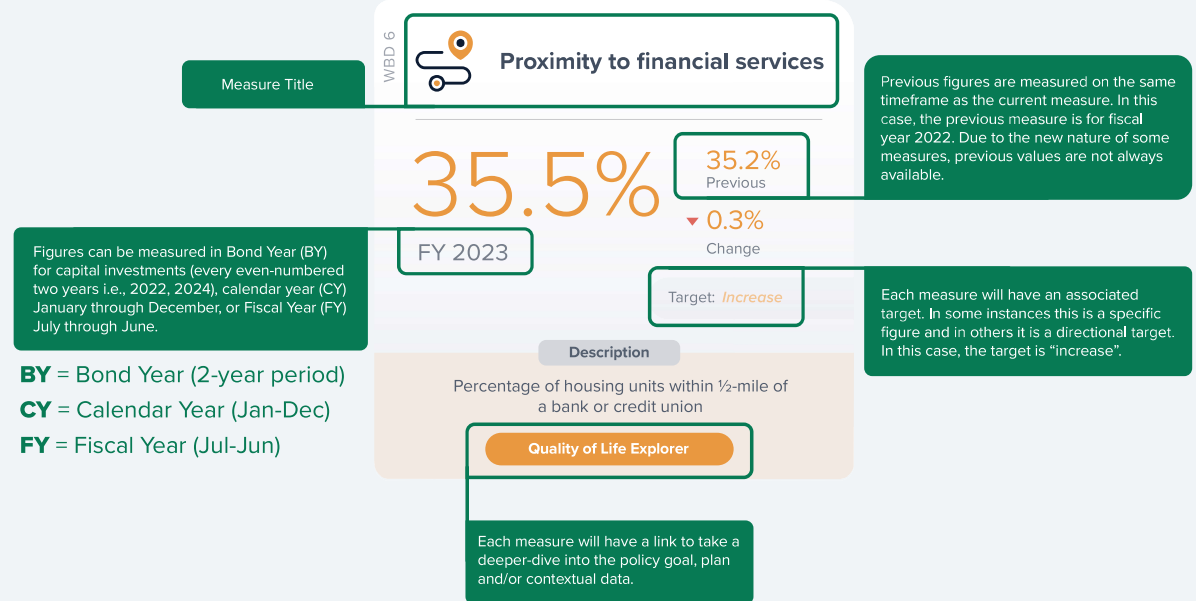 WBD 6
Proximity to financial services
Measure Title
Previous figures are measured on the same
timeframe as the current measure. In this
case, the previous measure is for fiscal
year 2022. Due to the new nature of some
measures, previous values are not always
available.
35.5%
35.2%
Previous
0.3%
Change
FY 2023
Target: Increase
Figures can be measured in Bond Year (BY)
for capital investments (every even-numbered
two years i.e., 2022, 2024), calendar year (CY)
January through December, or Fiscal Year (FY)
July through June.
Each measure will have an associated
target. In some instances this is a specific
figure and in others it is a directional target.
In this case, the target is “increase”.
BY = Bond Year (2-year period)
CY = Calendar Year (Jan-Dec)
FY = Fiscal Year (Jul-Jun)
Description
Percentage of housing units within ½-mile of
a bank or credit union
Quality of Life Explorer
Each measure will have a link to take a
deeper-dive into the policy goal, plan
and/or contextual data.